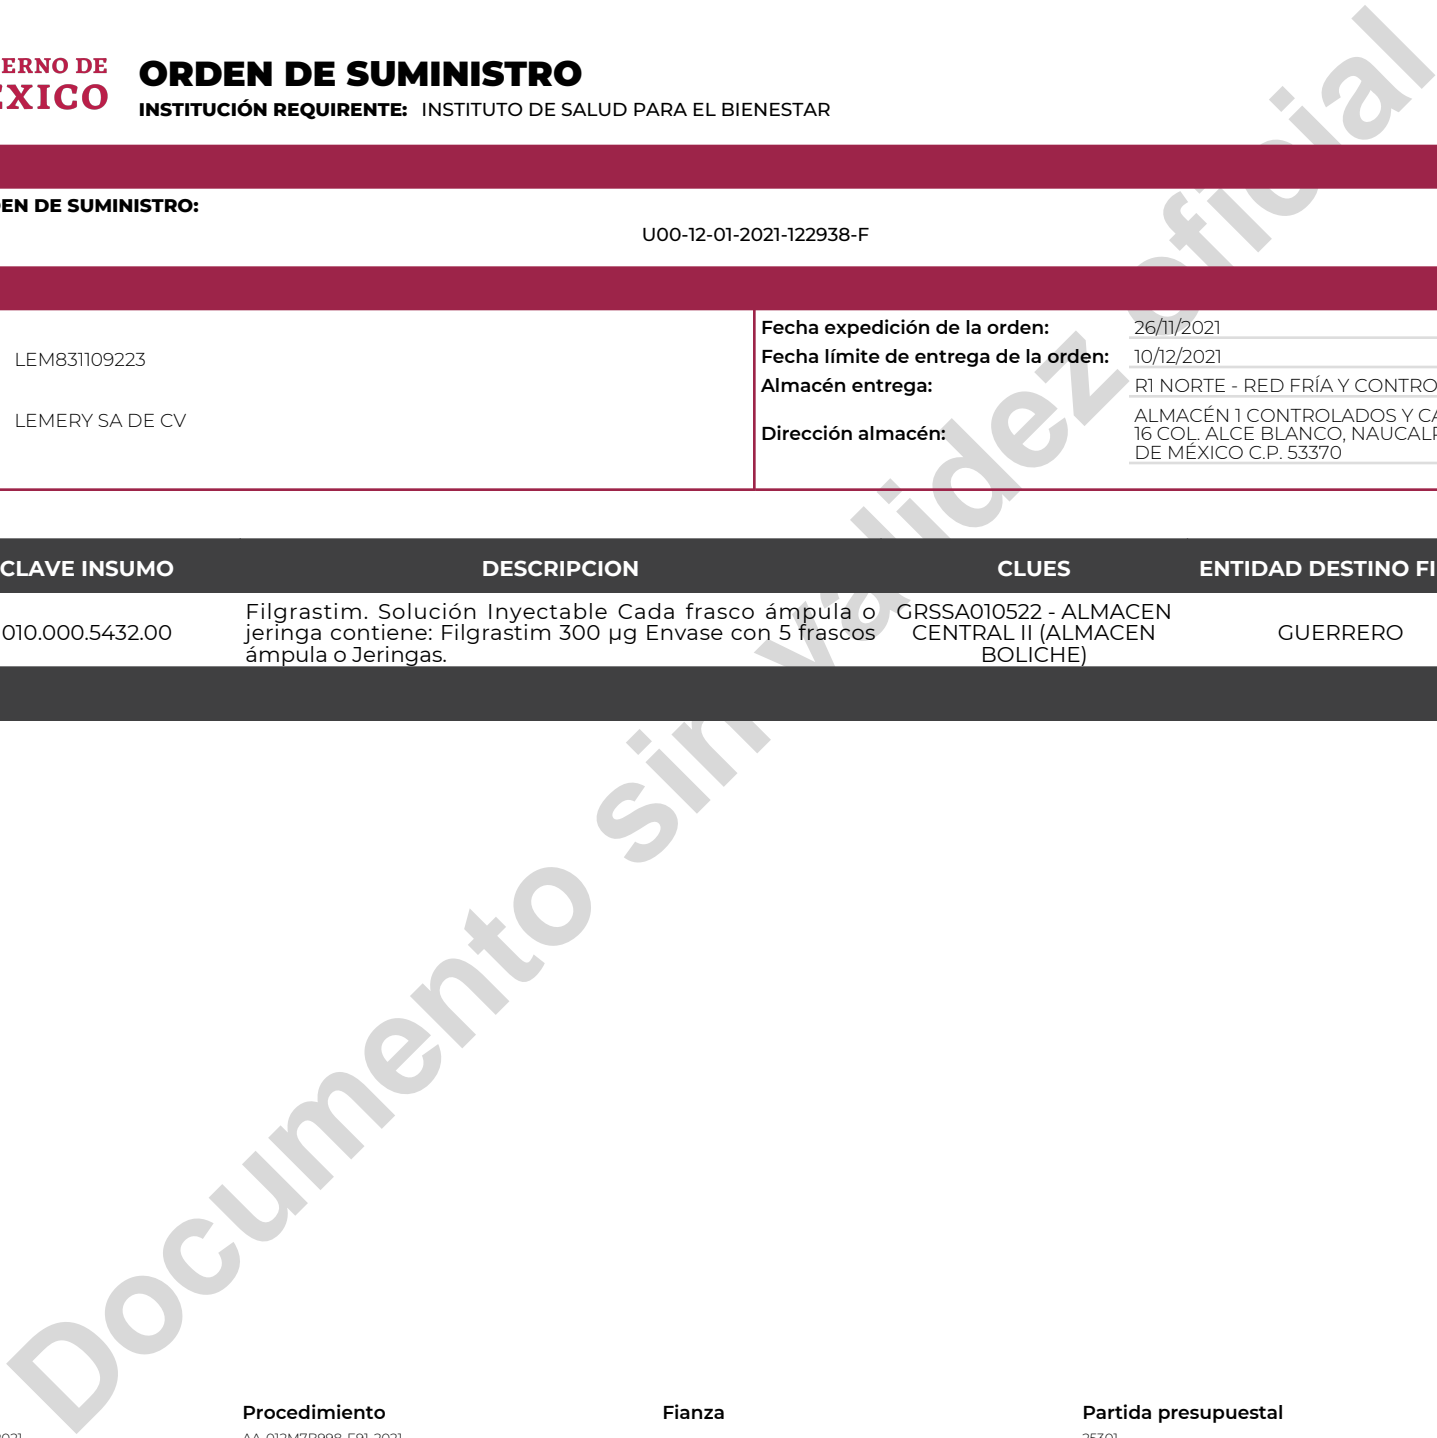 ERNO DE
ÉXICO
ORDEN DE SUMINISTRO
INSTITUCIÓN REQUIRENTE: INSTITUTO DE SALUD PARA EL BIENESTAR
EN DE SUMINISTRO:
U00-12-01-2021-122938-F
LEM831109223
LEMERY SA DE CV
Fecha expedición de la orden: 26/11/2021
Fecha límite de entrega de la orden: 10/12/2021
Almacén entrega: R1 NORTE - RED FRÍA Y CONTRO
Dirección almacén: ALMACÉN 1 CONTROLADOS Y CA
16 COL. ALCE BLANCO, NAUCALP
DE MÉXICO C.P. 53370
CLAVE INSUMO DESCRIPCION CLUES ENTIDAD DESTINO FI
010.000.5432.00
Filgrastim. Solución Inyectable Cada frasco ámpula o
jeringa contiene: Filgrastim 300 µg Envase con 5 frascos
ámpula o Jeringas.
GRSSA010522 - ALMACEN
CENTRAL II (ALMACEN
BOLICHE)
GUERRERO
Documento sin validez oficial
Procedimiento Fianza Partida presupuestal